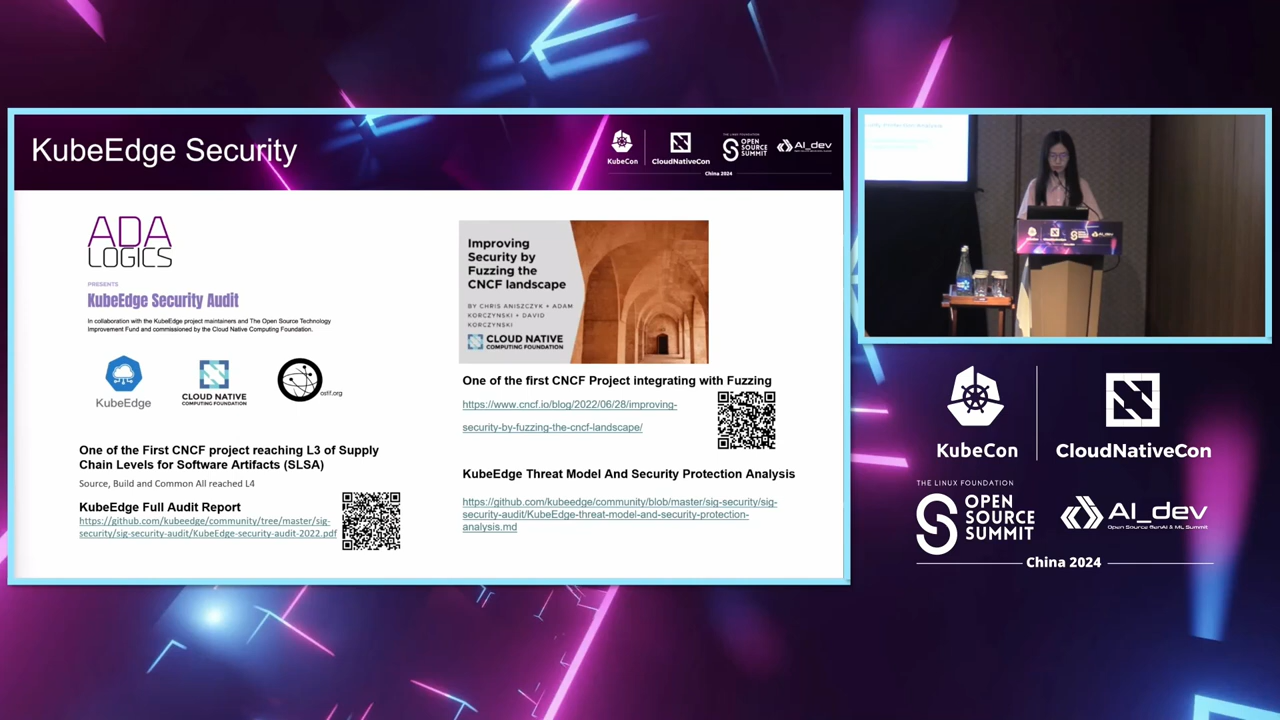 KubeEdge Security
KubeCon
CloudNativeCon
THE LINUX FOUNDATION
OPEN
SOURCE
SUMMIT
AI_dev
China 2024
ADA
LOGICS
PRESENTS
KubeEdge Security Audit
In collaboration with the KubeEdge project maintainers and The Open Source Technology
Improvement Fund and commissioned by the Cloud Native Computing Foundation.
KubeEdge
CLOUD NATIVE
COMPUTING FOUNDATION
ostif.org
One of the First CNCF project reaching L3 of Supply
Chain Levels for Software Artifacts (SLSA)
Source, Build and Common All reached L4
KubeEdge Full Audit Report
https://github.com/kubeedge/community/tree/master/sig-
security/sig-security-audit/KubeEdge-security-audit-2022.pdf
Improving
Security by
Fuzzing the
CNCF landscape
BY CHRIS ANISZCZYK + ADAM
KORCZYNSKI + DAVID
KORCZYNSKI
CLOUD NATIVE
COMPUTING FOUNDATION
One of the first CNCF Project integrating with Fuzzing
https://www.cncf.io/blog/2022/06/28/improving-
security-by-fuzzing-the-cncf-landscape/
KubeEdge Threat Model And Security Protection Analysis
https://github.com/kubeedge/community/blob/master/sig-security/sig-
security-audit/KubeEdge-threat-model-and-security-protection-
analysis.md
KubeCon
CloudNativeCon
THE LINUX FOUNDATION
OPEN
SOURCE
SUMMIT
AI_dev
Open Source GenAI & ML Summit
China 2024